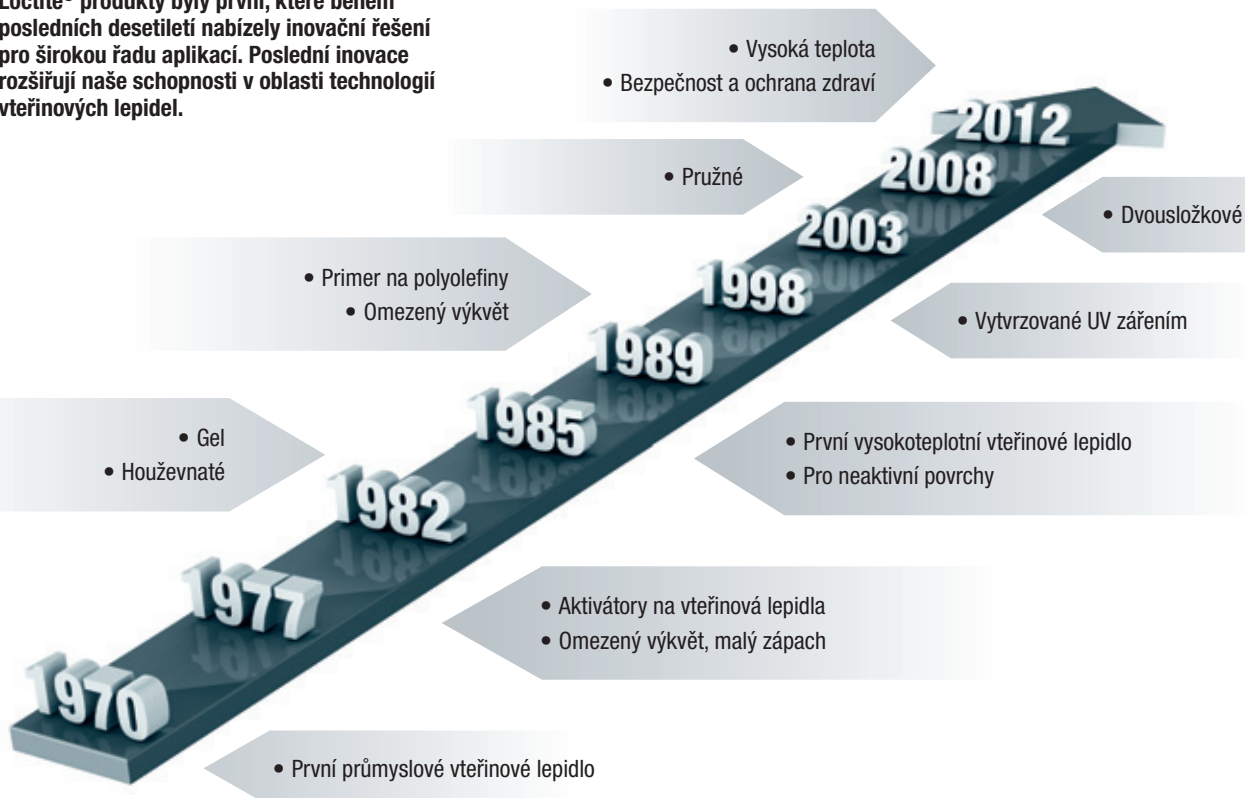 Loctite® produkty byly první, které během
posledních desetiletí nabízely inovační řešení
pro širokou řadu aplikací. Poslední inovace
rozšiřují naše schopnosti v oblasti technologií
vteřinových lepidel.
• Vysoká teplota
• Bezpečnost a ochrana zdraví
2012
• Pružné
2008
• Dvousložkové
2003
• Primer na polyolefiny
• Omezený výkvět
1998
• Vytvrzované UV zářením
1989
1985
• Gel
• Houževnaté
• První vysokoteplotní vteřinové lepidlo
• Pro neaktivní povrchy
1982
1977
• Aktivátory na vteřinová lepidla
• Omezený výkvět, malý zápach
1970
• První průmyslové vteřinové lepidlo